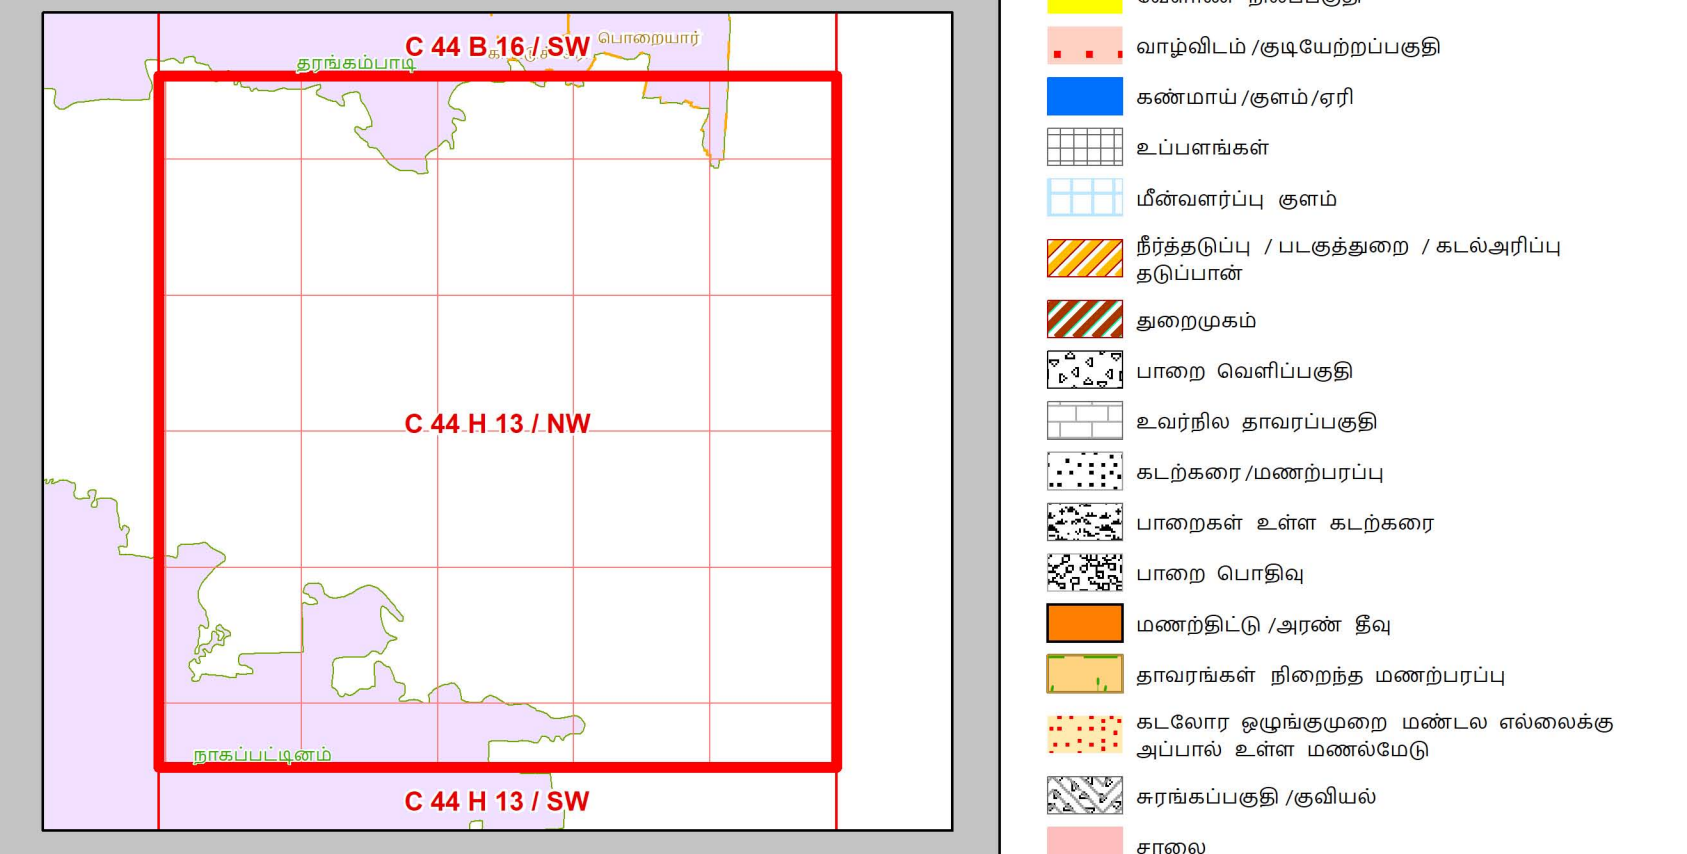 C 44 B 16 / SW
பொறையார்
தரங்கம்பாடி
C 44 H 13 / NW
நாகப்பட்டினம்
C 44 H 13 / SW
வாழ்விடம் /குடியேற்றப்பகுதி
கண்மாய் /குளம் /ஏரி
உப்பளங்கள்
மீன்வளர்ப்பு குளம்
நீர்த்தடுப்பு / படகுத்துறை / கடல்அரிப்பு
தடுப்பான்
துறைமுகம்
பாறை வெளிப்பகுதி
உவர்நில தாவரப்பகுதி
கடற்கரை /மணற்பரப்பு
பாறைகள் உள்ள கடற்கரை
பாறை பொதிவு
மணற்திட்டு /அரண் தீவு
தாவரங்கள் நிறைந்த மணற்பரப்பு
கடலோர ஒழுங்குமுறை மண்டல எல்லைக்கு
அப்பால் உள்ள மணல்மேடு
சுரங்கப்பகுதி /குவியல்
சாலை